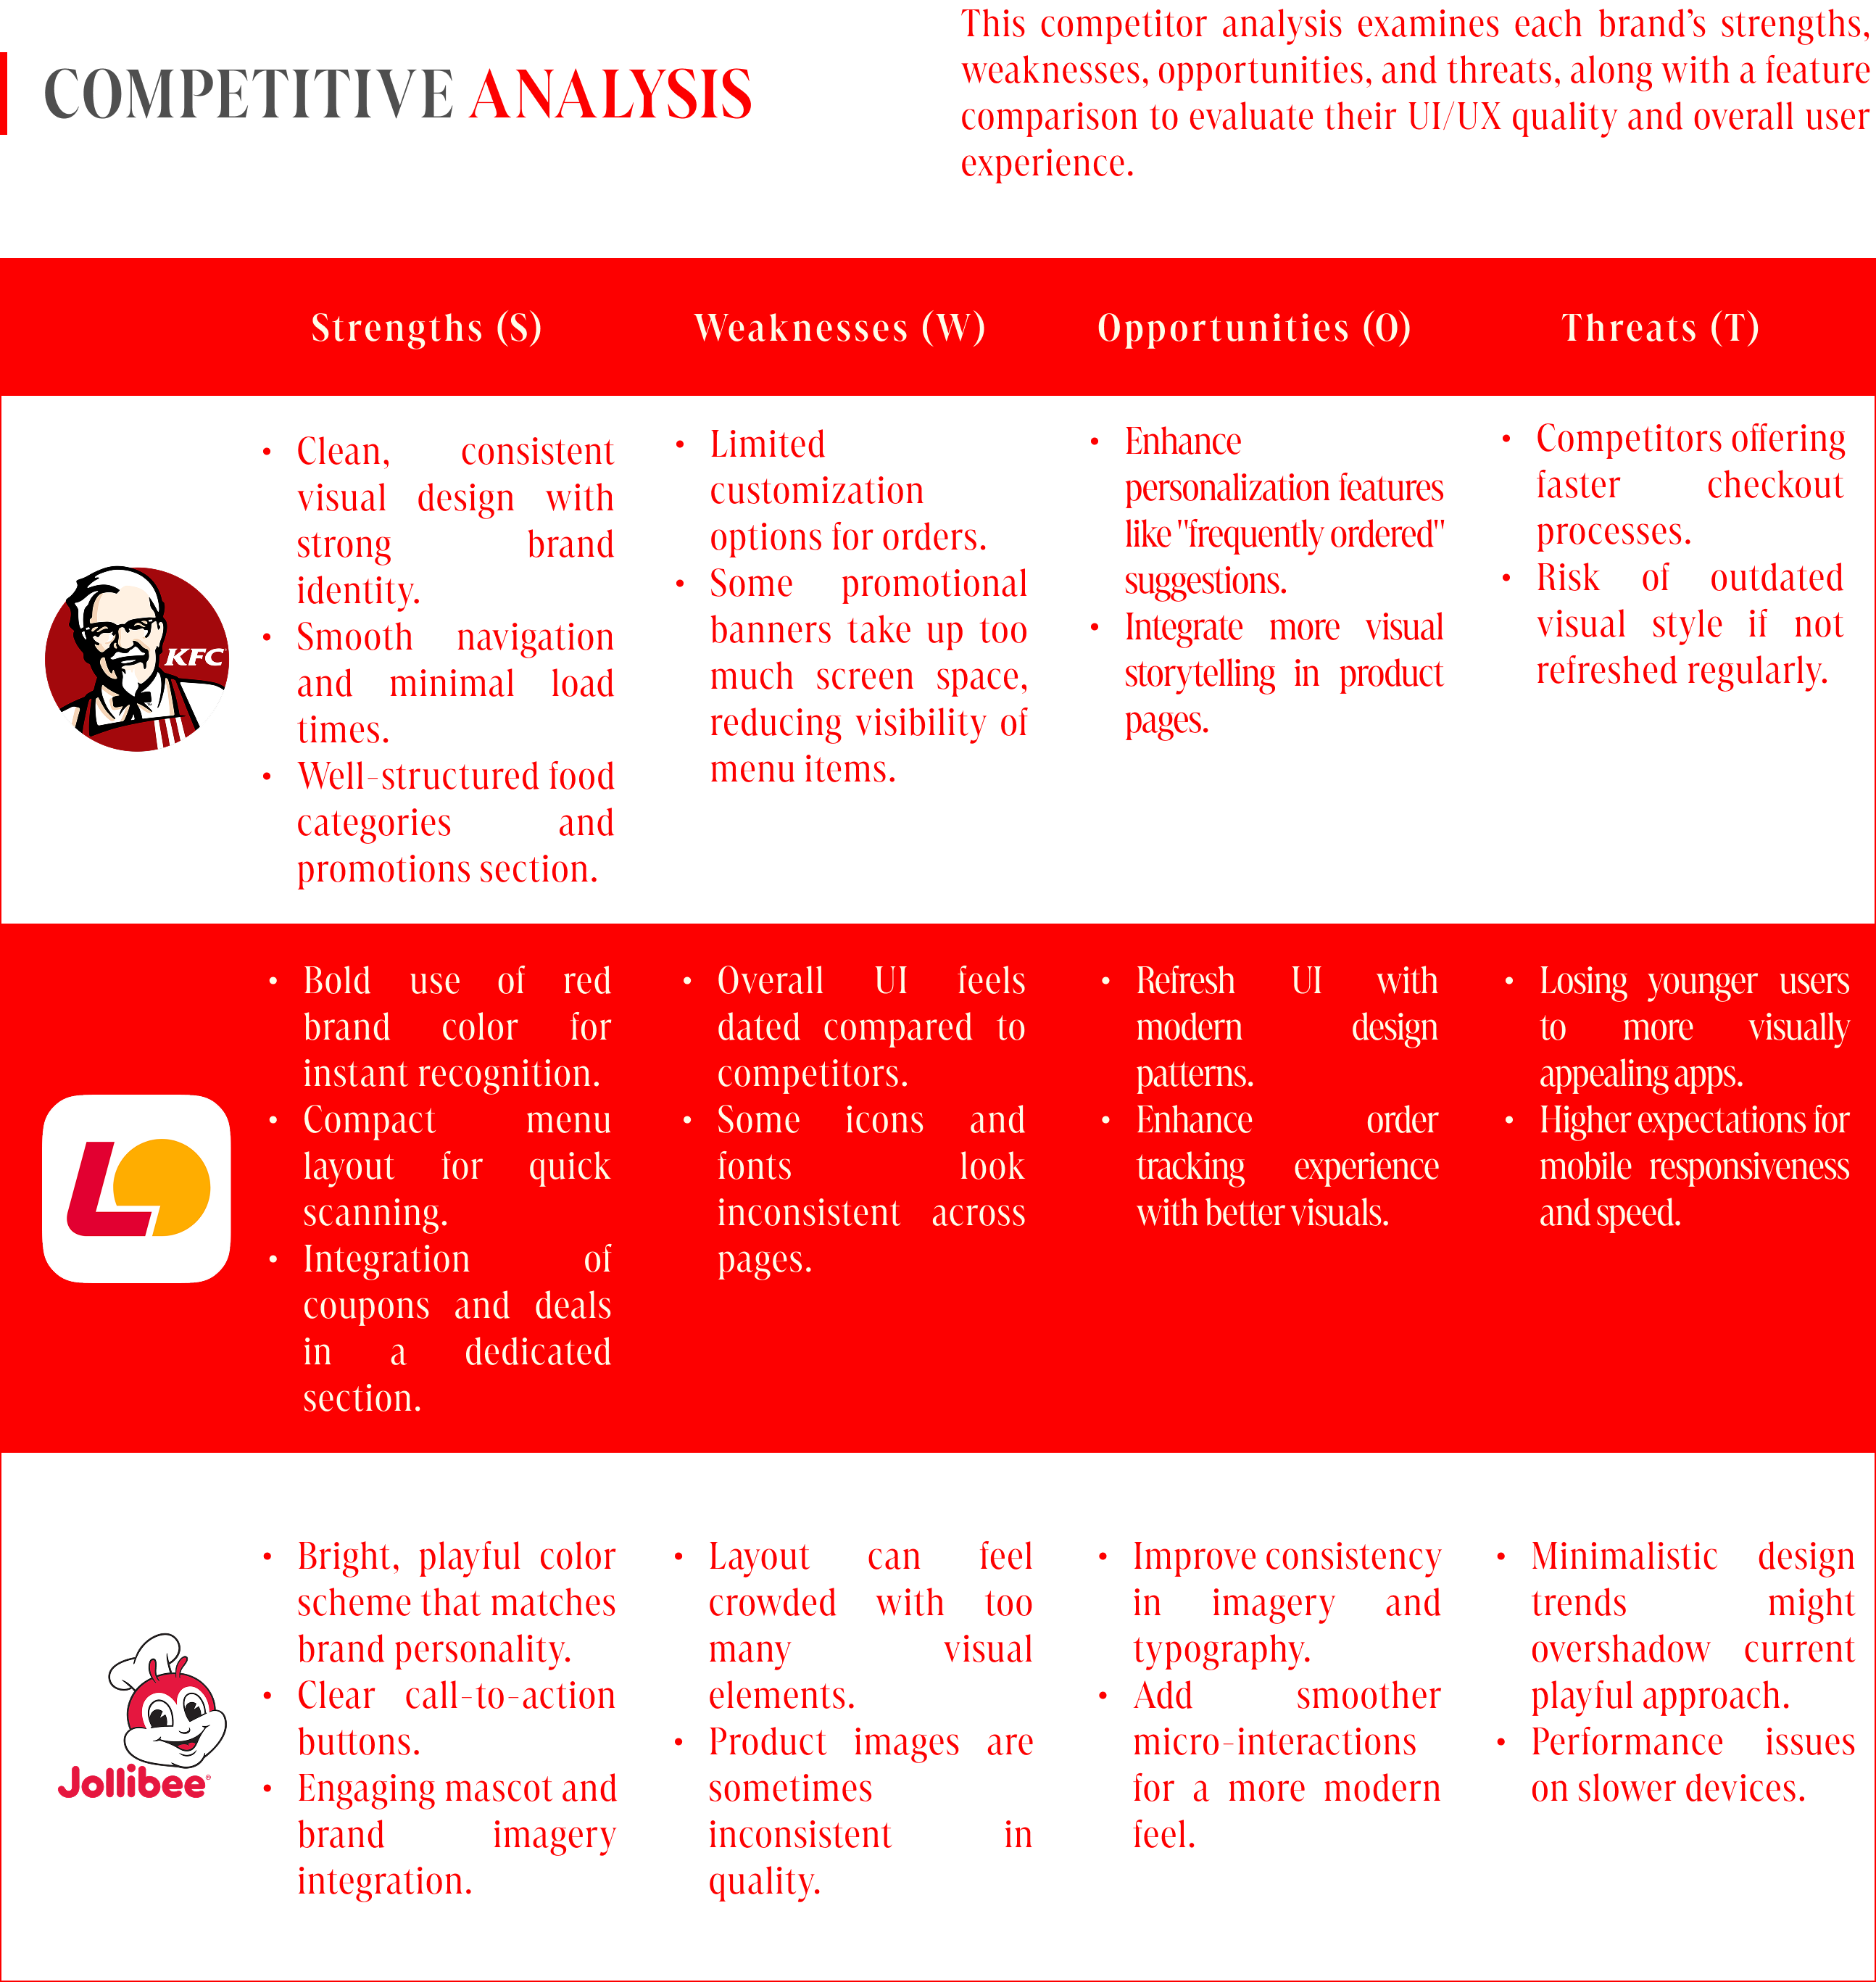 COMPETITIVE ANALYSIS
This competitor analysis examines each brand’s strengths,
weaknesses, opportunities, and threats, along with a feature
comparison to evaluate their UI/UX quality and overall user
experience.
Strengths (S)
Weaknesses (W)
Opportunities (O)
Threats (T)
KFC
• Clean, consistent
visual design with
strong brand
identity.
• Smooth navigation
and minimal load
times.
• Well-structured food
categories and
promotions section.
• Limited
customization
options for orders.
• Some promotional
banners take up too
much screen space,
reducing visibility of
menu items.
• Enhance
personalization features
like "frequently ordered"
suggestions.
• Integrate more visual
storytelling in product
pages.
• Competitors offering
faster checkout
processes.
• Risk of outdated
visual style if not
refreshed regularly.
L
• Bold use of red
brand color for
instant recognition.
• Compact menu
layout for quick
scanning.
• Integration of
coupons and deals
in a dedicated
section.
• Overall UI feels
dated compared to
competitors.
• Some icons and
fonts look
inconsistent across
pages.
• Refresh UI with
modern design
patterns.
• Enhance order
tracking experience
with better visuals.
• Losing younger users
to more visually
appealing apps.
• Higher expectations for
mobile responsiveness
and speed.
Jollibee®
• Bright, playful color
scheme that matches
brand personality.
• Clear call-to-action
buttons.
• Engaging mascot and
brand imagery
integration.
• Layout can feel
crowded with too
many visual
elements.
• Product images are
sometimes
inconsistent in
quality.
• Improve consistency
in imagery and
typography.
• Add smoother
micro-interactions
for a more modern
feel.
• Minimalistic design
trends might
overshadow current
playful approach.
• Performance issues
on slower devices.